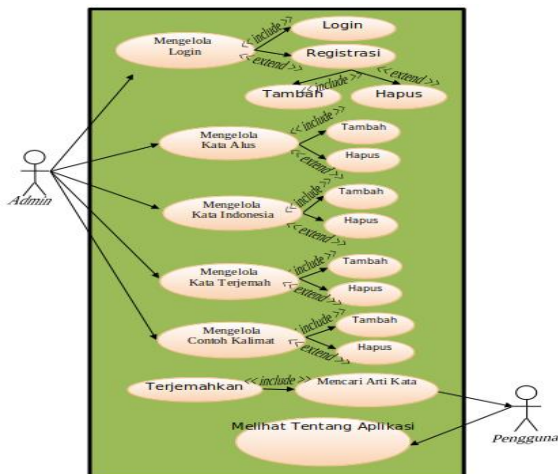 Login
Mengelola
Login
<< include >>
<< extend >>
Registrasi
<< include >>
<< extend >>
Tambah
Hapus
Mengelola
Kata Alus
<< include >>
<< extend >>
Tambah
Hapus
Admin
Mengelola
Kata Indonesia
<< include >>
<< extend >>
Tambah
Hapus
Mengelola
Kata Terjemah
<< include >>
<< extend >>
Tambah
Hapus
Mengelola
Contoh Kalimat
<< include >>
<< extend >>
Tambah
Hapus
Terjemahkan
<< include >>
Mencari Arti Kata
Melihat Tentang Aplikasi
Pengguna